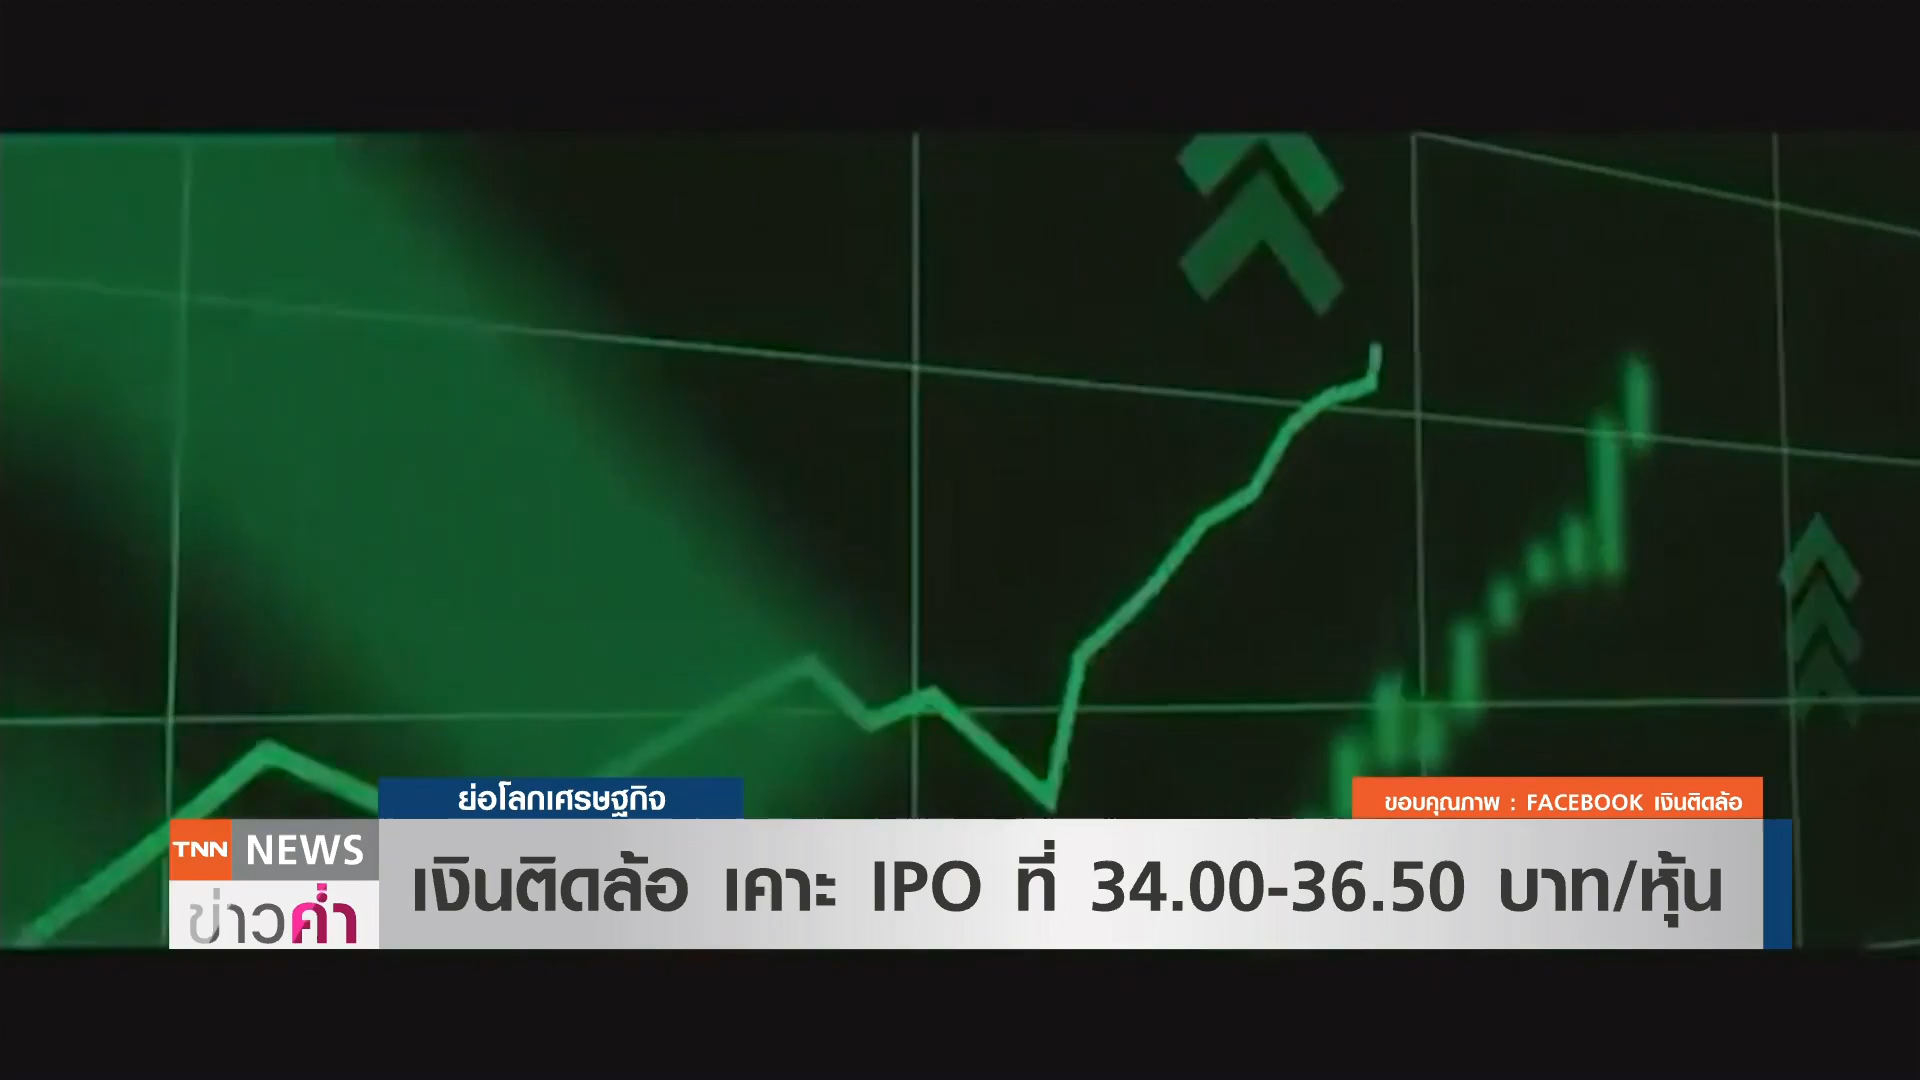 ย่อโลกเศรษฐกิจ
ขอบคุณภาพ : FACEBOOK เงินติดล้อ
TNN NEWS
ข่าวค่ำ
เงินติดล้อ เคาะ IPO ที่ 34.00-36.50 บาท/หุ้น